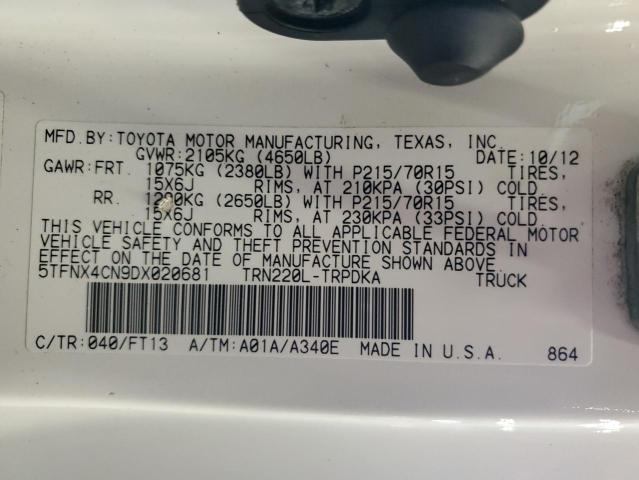 MFD.BY:TOYOTA MOTOR MANUFACTURING, TEXAS, INC.
GVWR:2105KG (4650LB) DATE:10/12
GAWR:FRT. 1075KG (2380LB) WITH P215/70R15 TIRES,
15X6J RIMS, AT 210KPA (30PSI) COLD.
RR. 1200KG (2650LB) WITH P215/70R15 TIRES,
15X6J RIMS, AT 230KPA (33PSI) COLD.
THIS VEHICLE CONFORMS TO ALL APPLICABLE FEDERAL MOTOR
VEHICLE SAFETY AND THEFT PREVENTION STANDARDS IN
EFFECT ON THE DATE OF MANUFACTURE SHOWN ABOVE.
5TFNX4CN9DX020681 TRN220L-TRPDKA TRUCK
C/TR:040/FT13 A/TM:A01A/A340E MADE IN U.S.A. 864